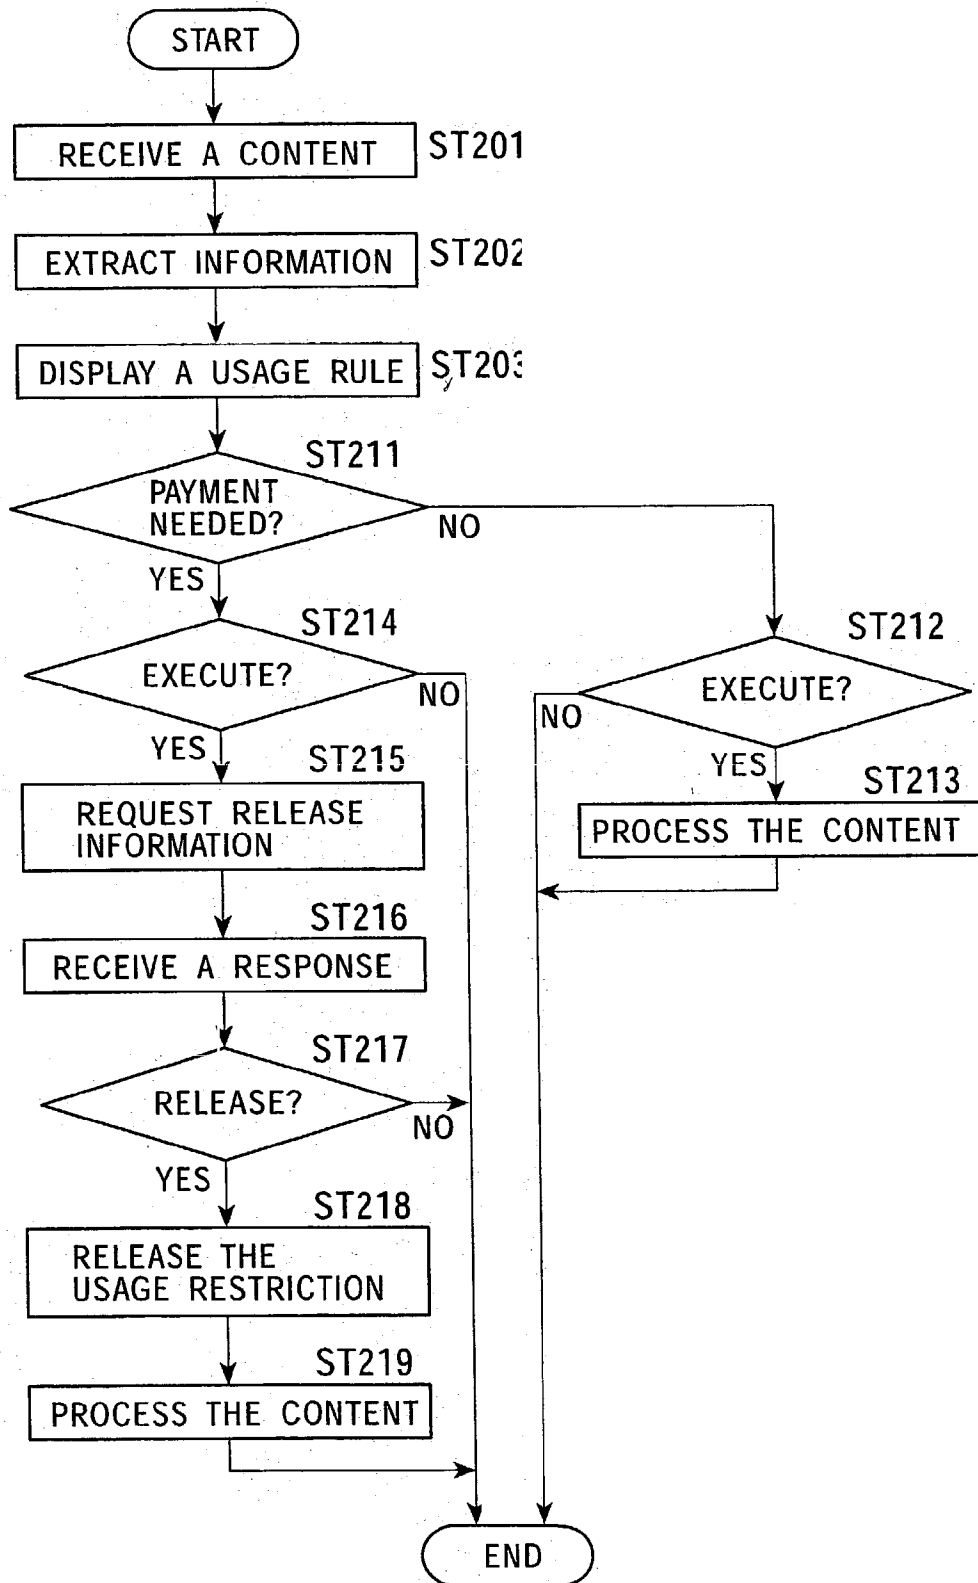 START
RECEIVE A CONTENT
ST201
EXTRACT INFORMATION
ST202
DISPLAY A USAGE RULE
ST203
ST211
PAYMENT
NEEDED?
NO
YES
ST214
EXECUTE?
NO
YES
ST212
EXECUTE?
NO
YES
ST213
PROCESS THE CONTENT
ST215
REQUEST RELEASE
INFORMATION
ST216
RECEIVE A RESPONSE
ST217
RELEASE?
NO
YES
ST218
RELEASE THE
USAGE RESTRICTION
ST219
PROCESS THE CONTENT
END